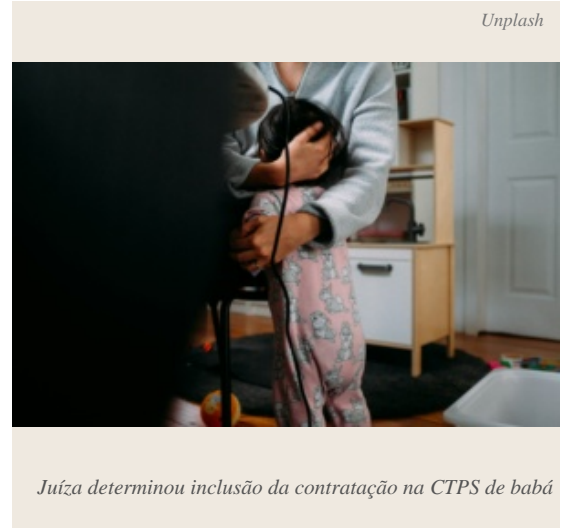 Unplash
Juíza determinou inclusão da contratação na CTPS de babá